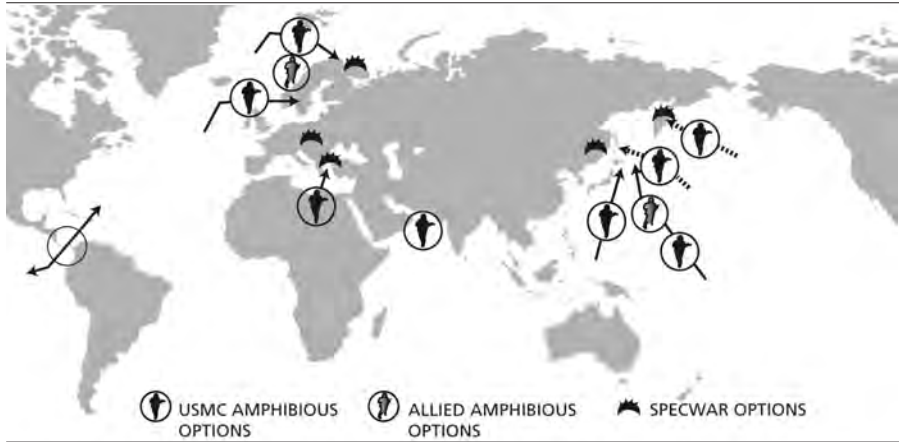 USMC AMPHIBIOUS
OPTIONS
ALLIED AMPHIBIOUS
OPTIONS
SPECWAR OPTIONS